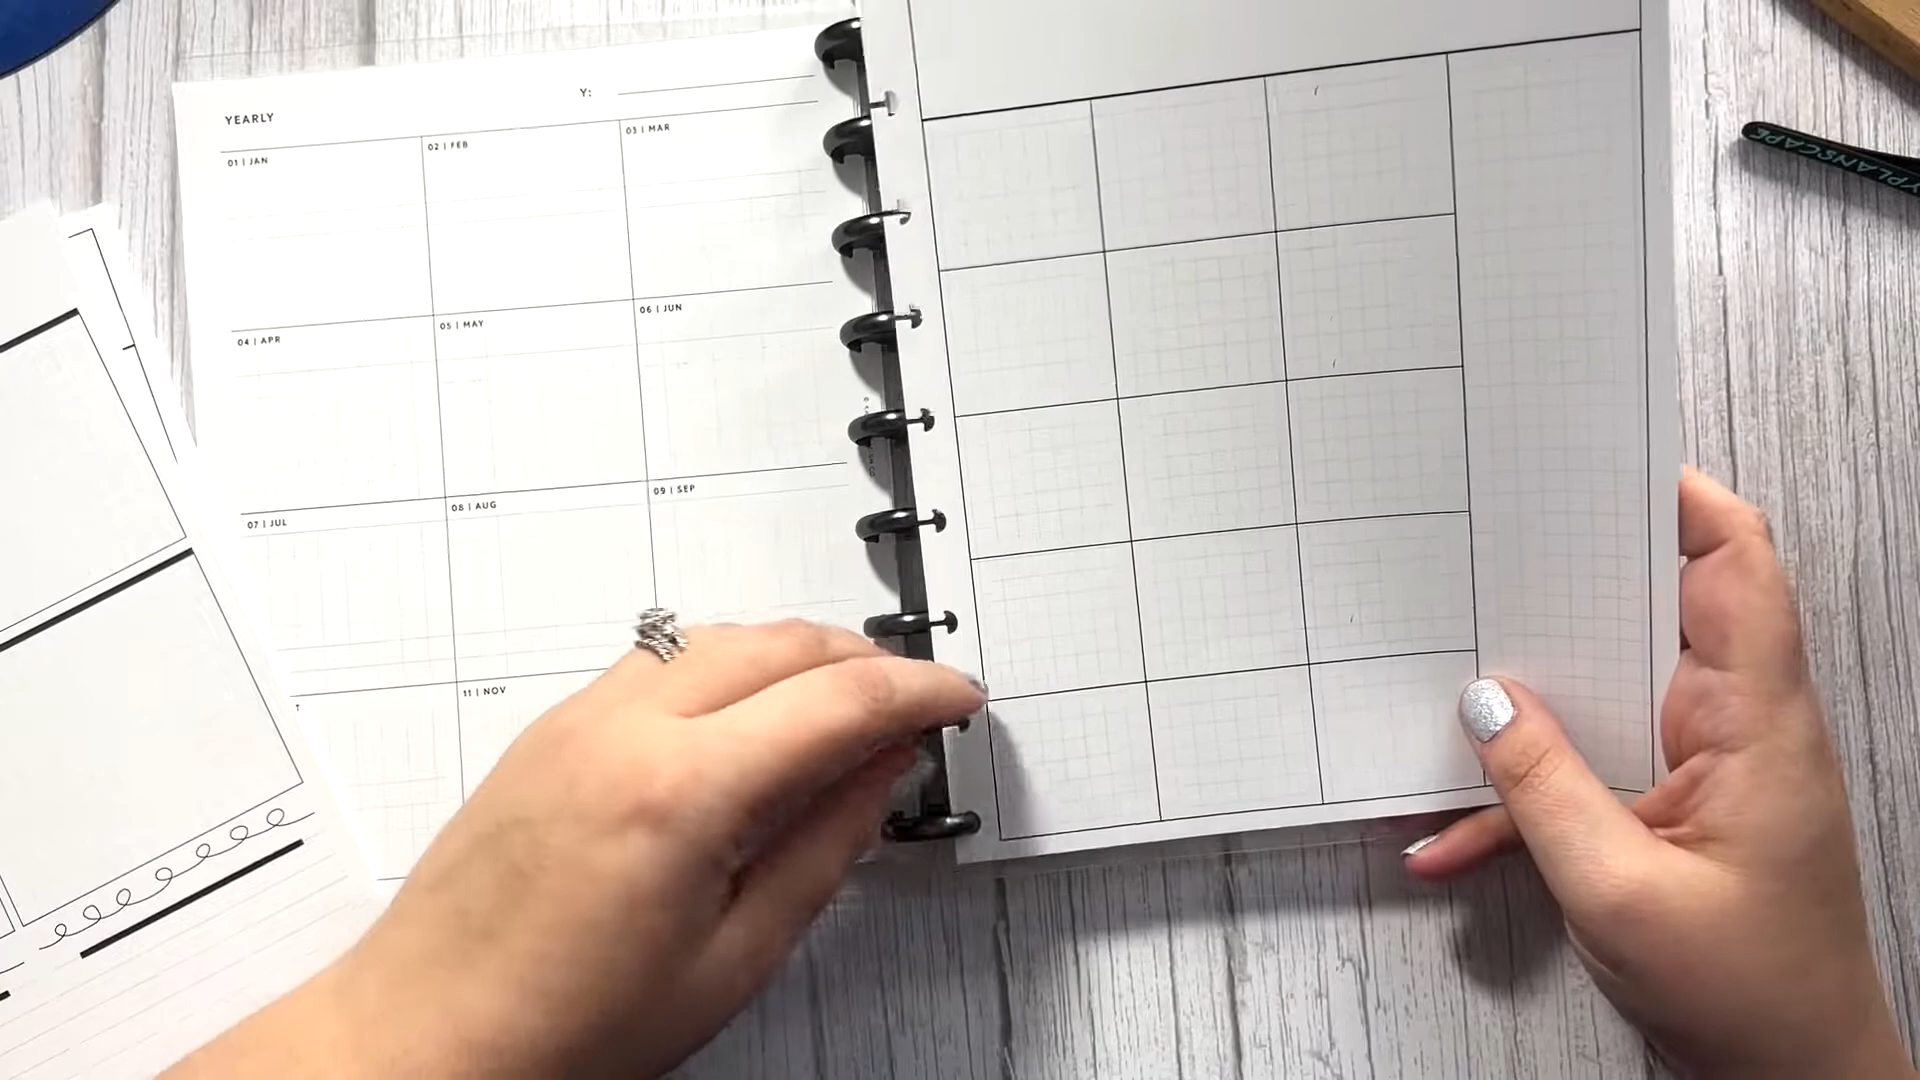 YEARLY
Y:
01 | JAN
02 | FEB
03 | MAR
04 | APR
05 | MAY
06 | JUN
07 | JUL
08 | AUG
09 | SEP
T
11 | NOV
YPLANSCAPE